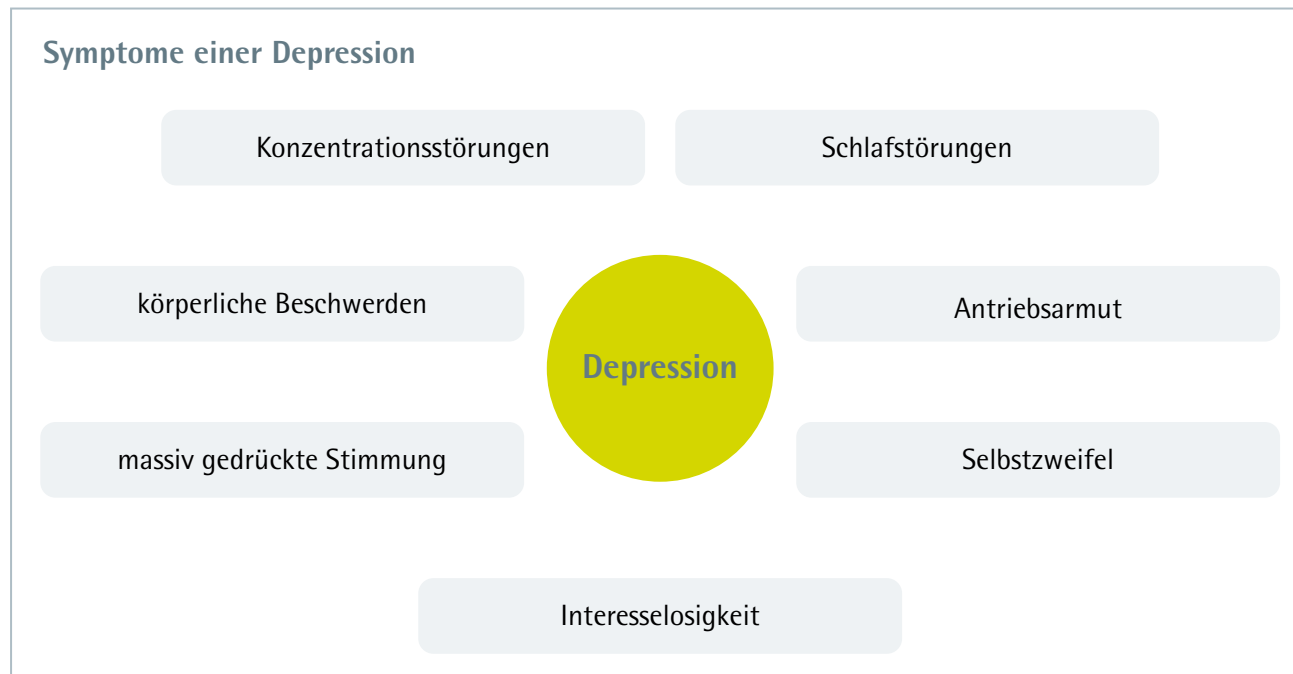 Symptome einer Depression
Konzentrationsstörungen
Schlafstörungen
körperliche Beschwerden
Antriebsarmut
Depression
massiv gedrückte Stimmung
Selbstzweifel
Interesselosigkeit